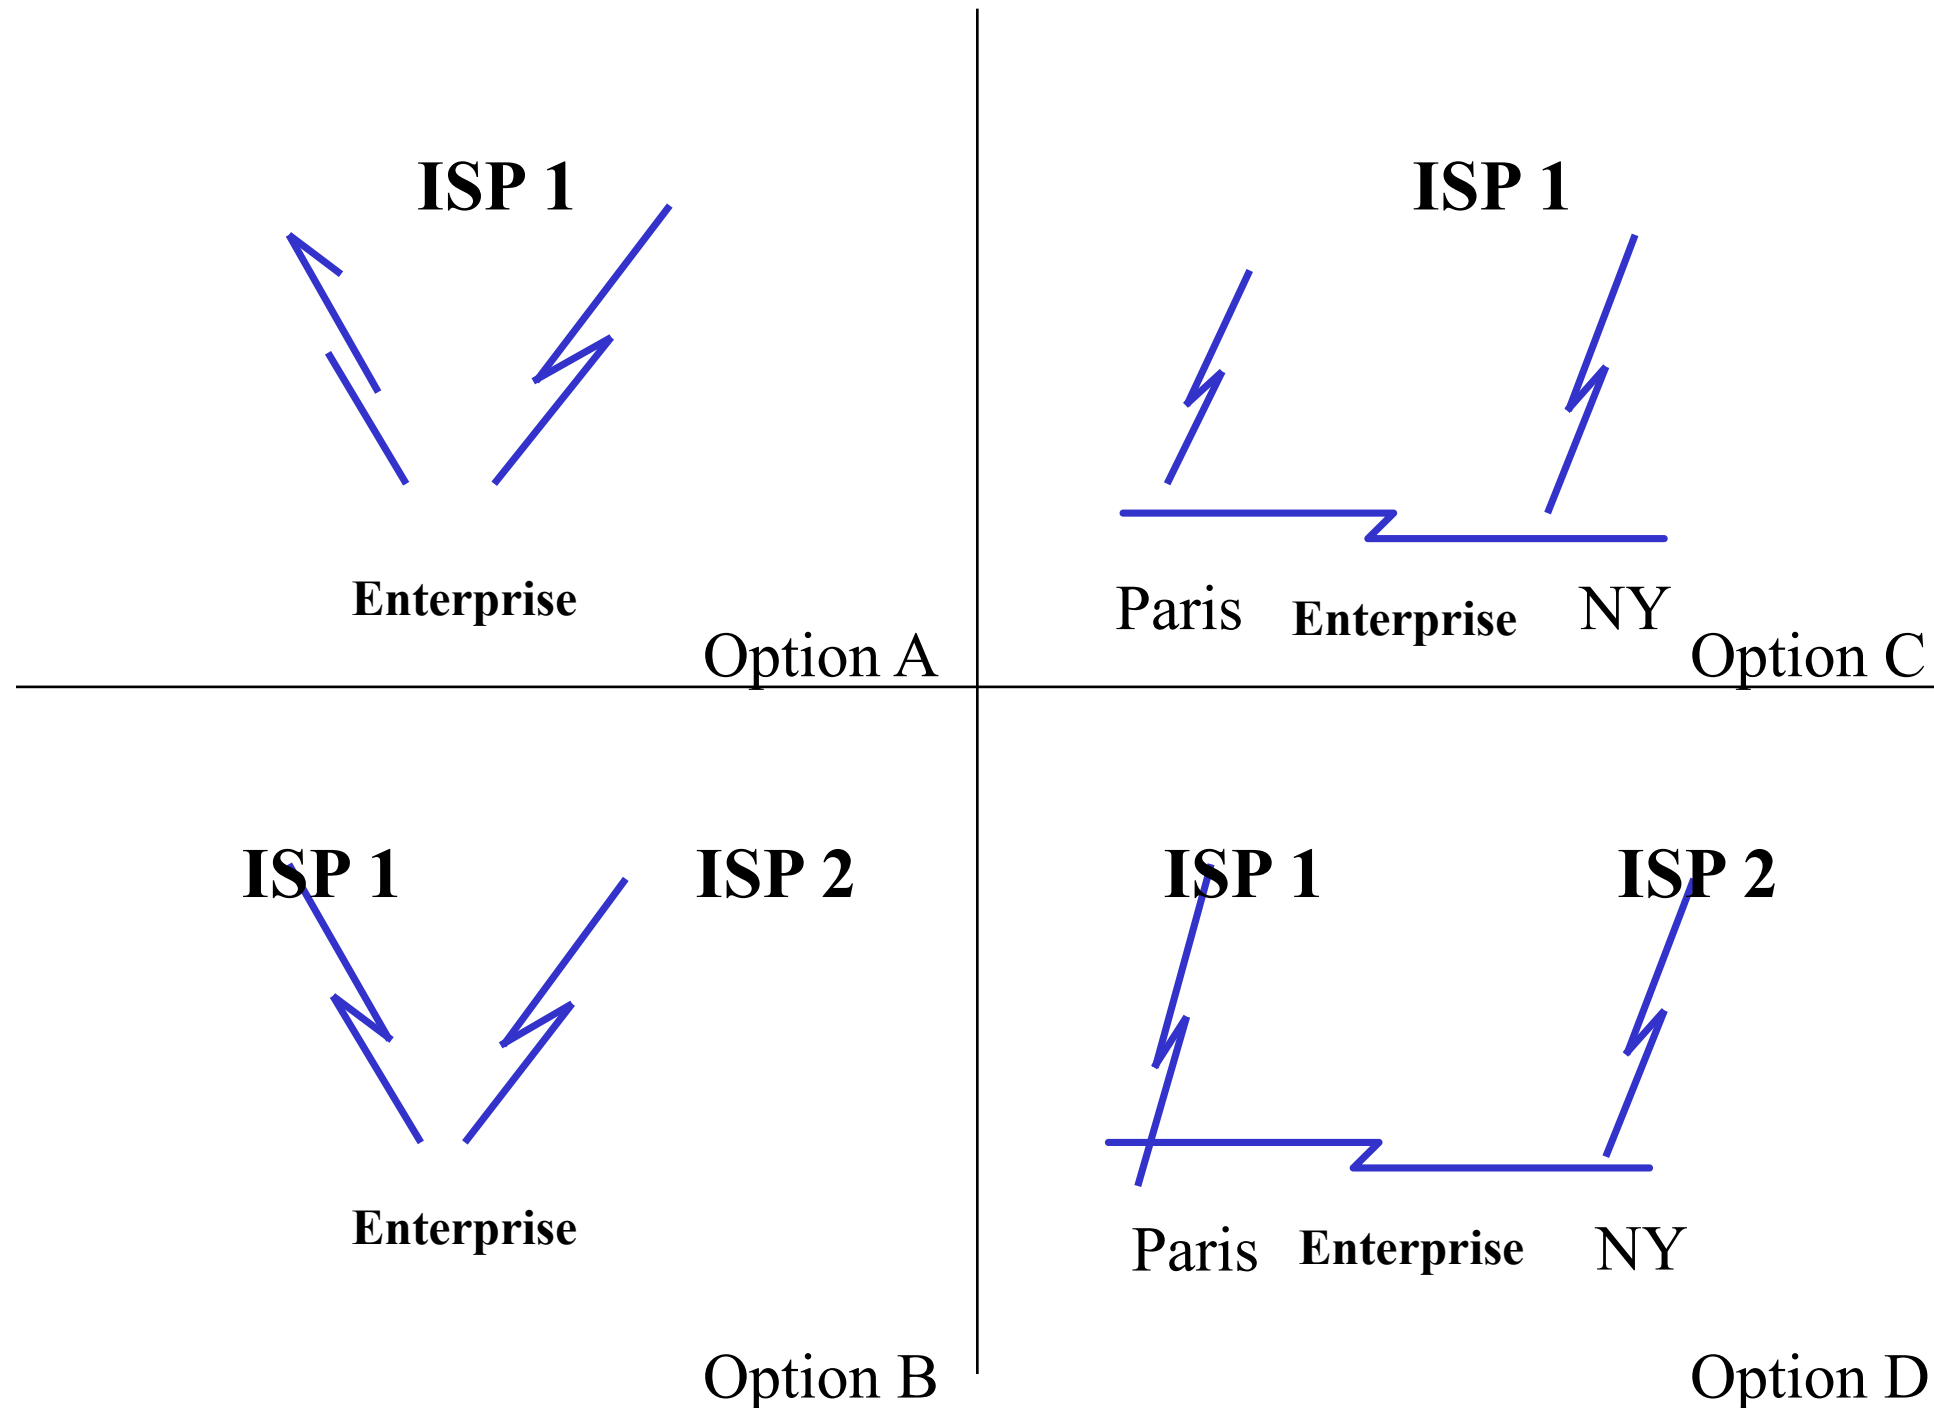 ISP 1
Enterprise
Option A
ISP 1
Paris Enterprise NY
Option C
ISP 1 ISP 2
Enterprise
Option B
ISP 1 ISP 2
Paris Enterprise NY
Option D